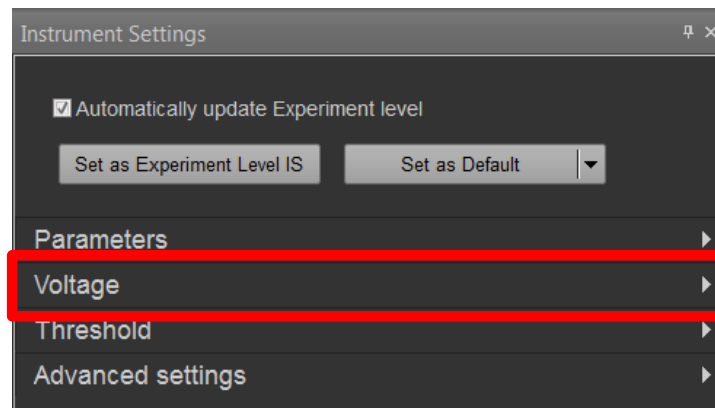 Instrument Settings
Automatically update Experiment level
Set as Experiment Level IS Set as Default
Parameters
Voltage
Threshold
Advanced settings